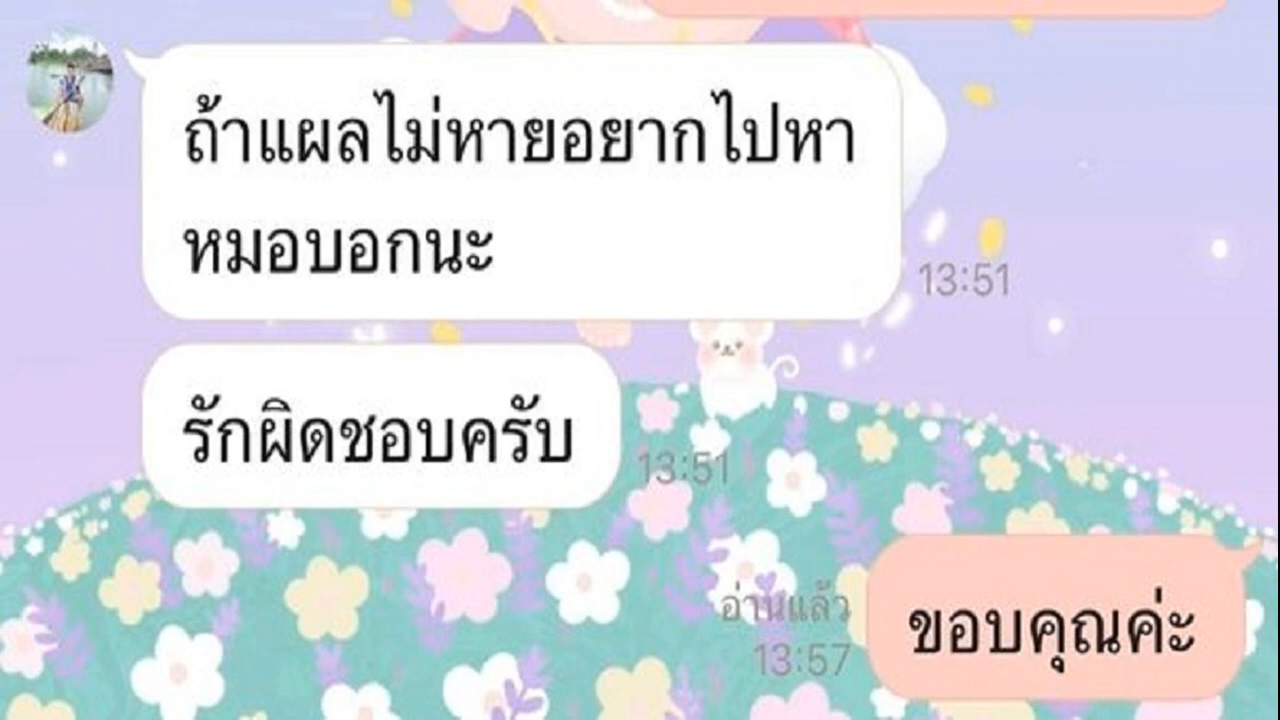 ถ้าแผลไม่หายอยากไปหา
หมอบอกนะ
13:51
รักผิดชอบครับ
13:51
อ่านแล้ว
13:57
ขอบคุณค่ะ